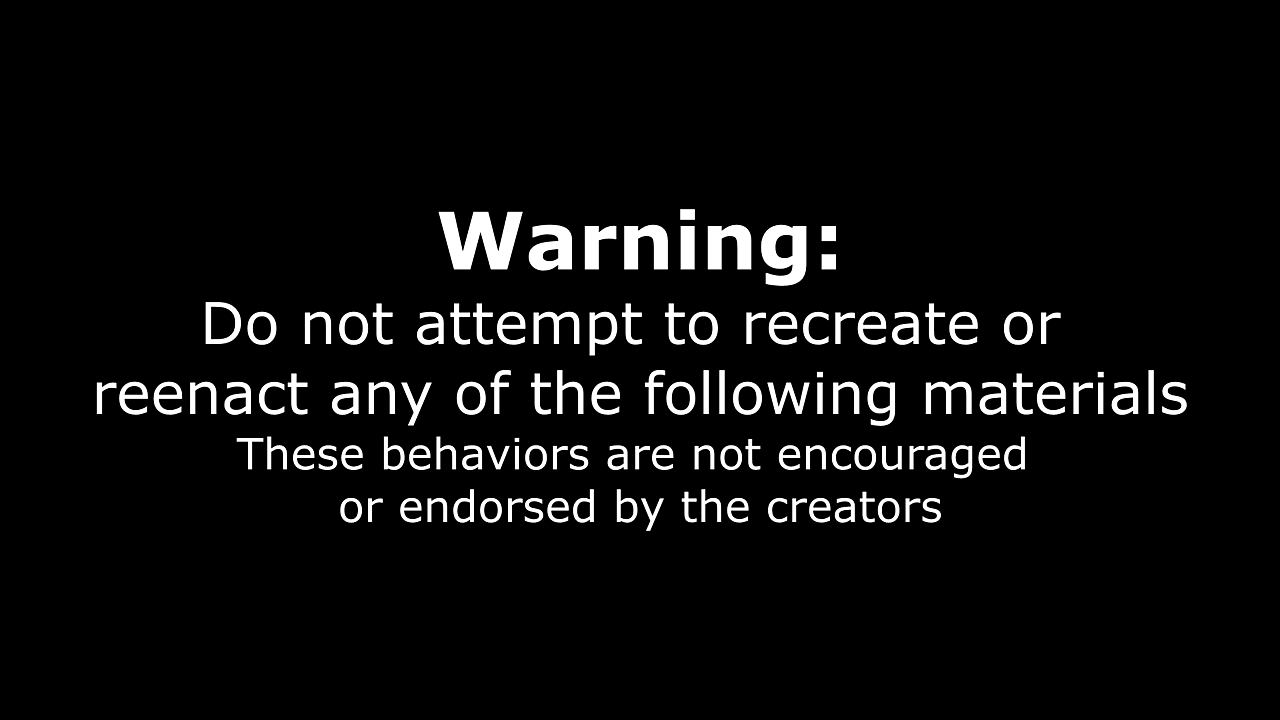 Warning:
Do not attempt to recreate or
reenact any of the following materials
These behaviors are not encouraged
or endorsed by the creators